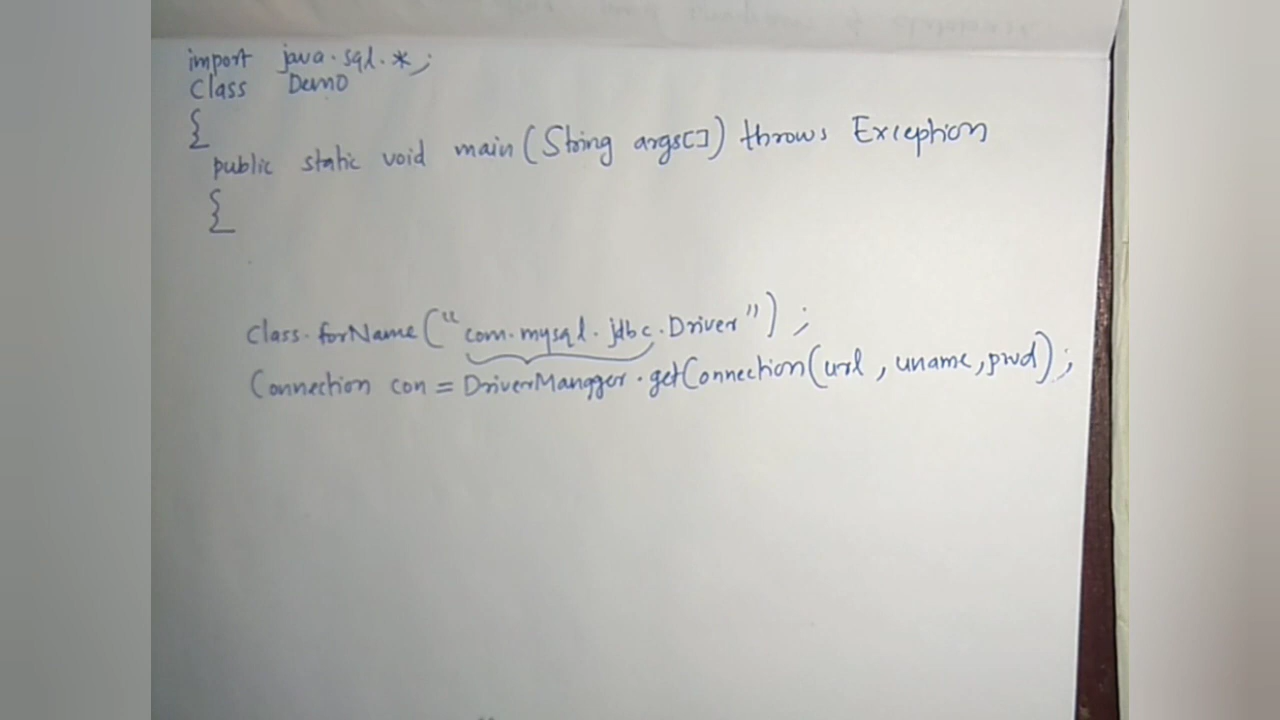 import java.sql.*;
Class Demo
{
public static void main(String args[]) throws Exception
{
Class.forName("com.mysql.jdbc.Driver");
Connection con = DriverManager.getConnection(url, uname, pwd);